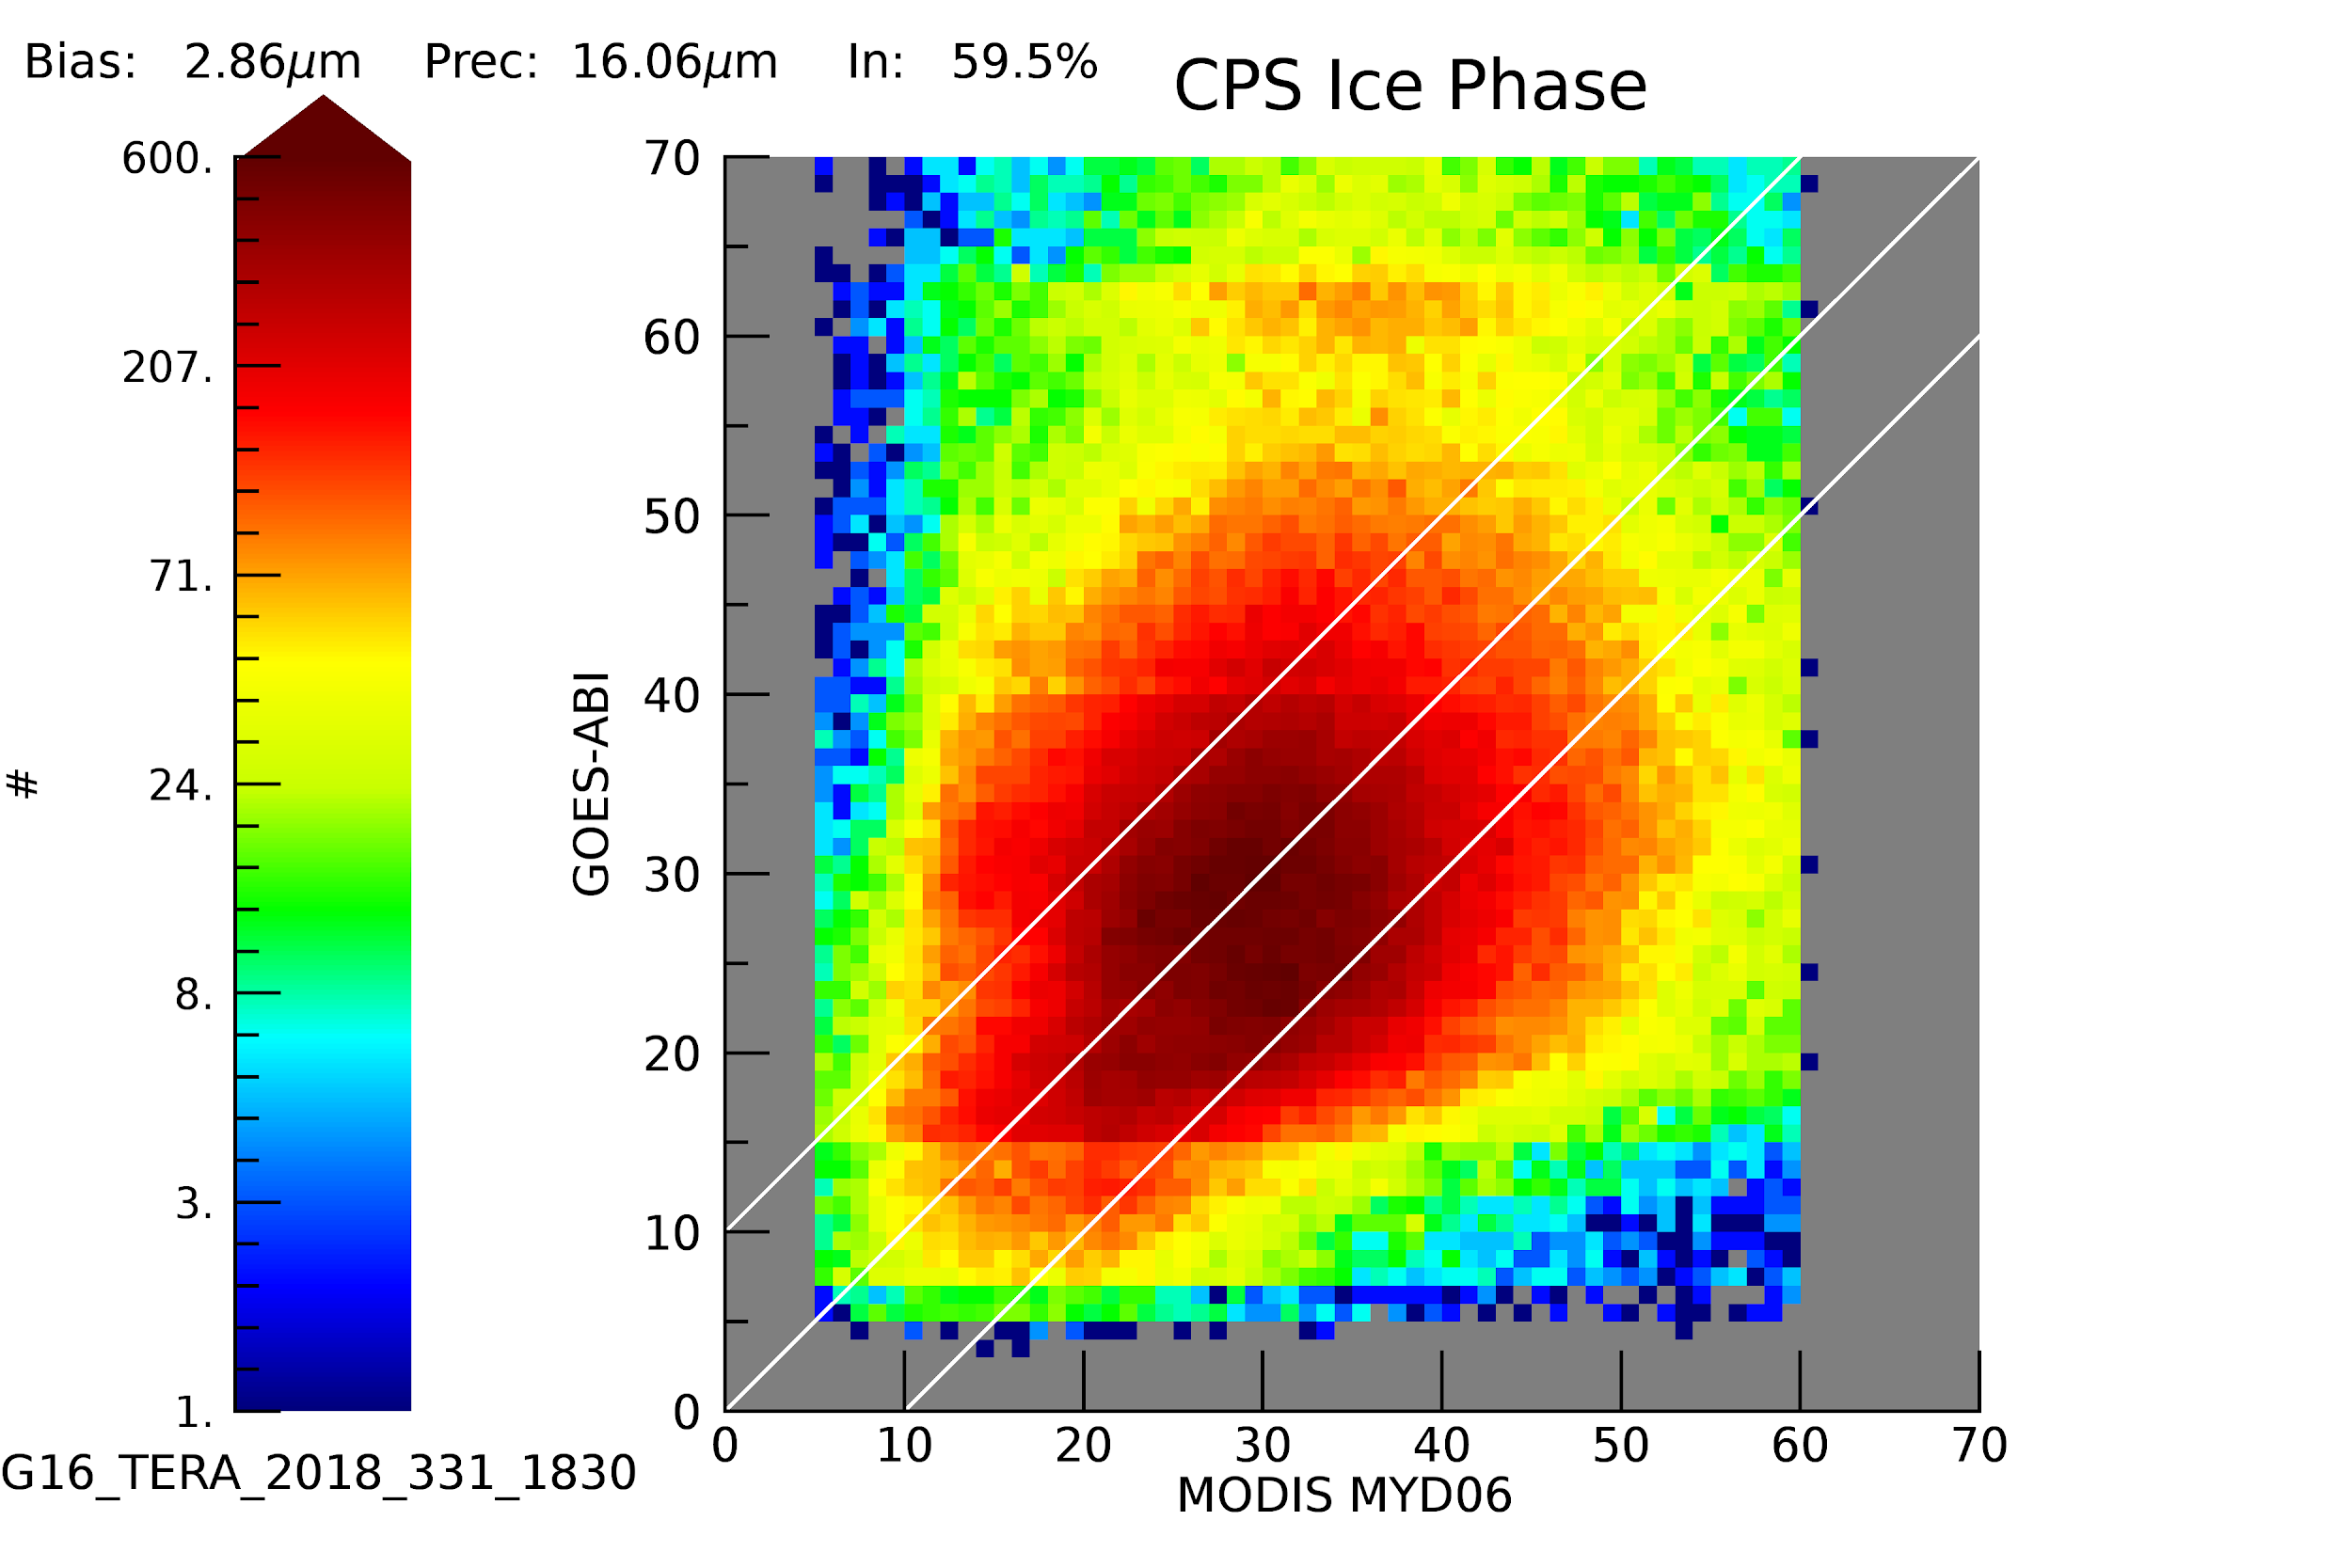 Bias: 2.86μm Prec: 16.06μm In: 59.5%
CPS Ice Phase
600.
207.
71.
24.
8.
3.
1.
#
70
60
50
40
30
20
10
0
GOES-ABI
0 10 20 30 40 50 60 70
MODIS MYD06
G16_TERA_2018_331_1830